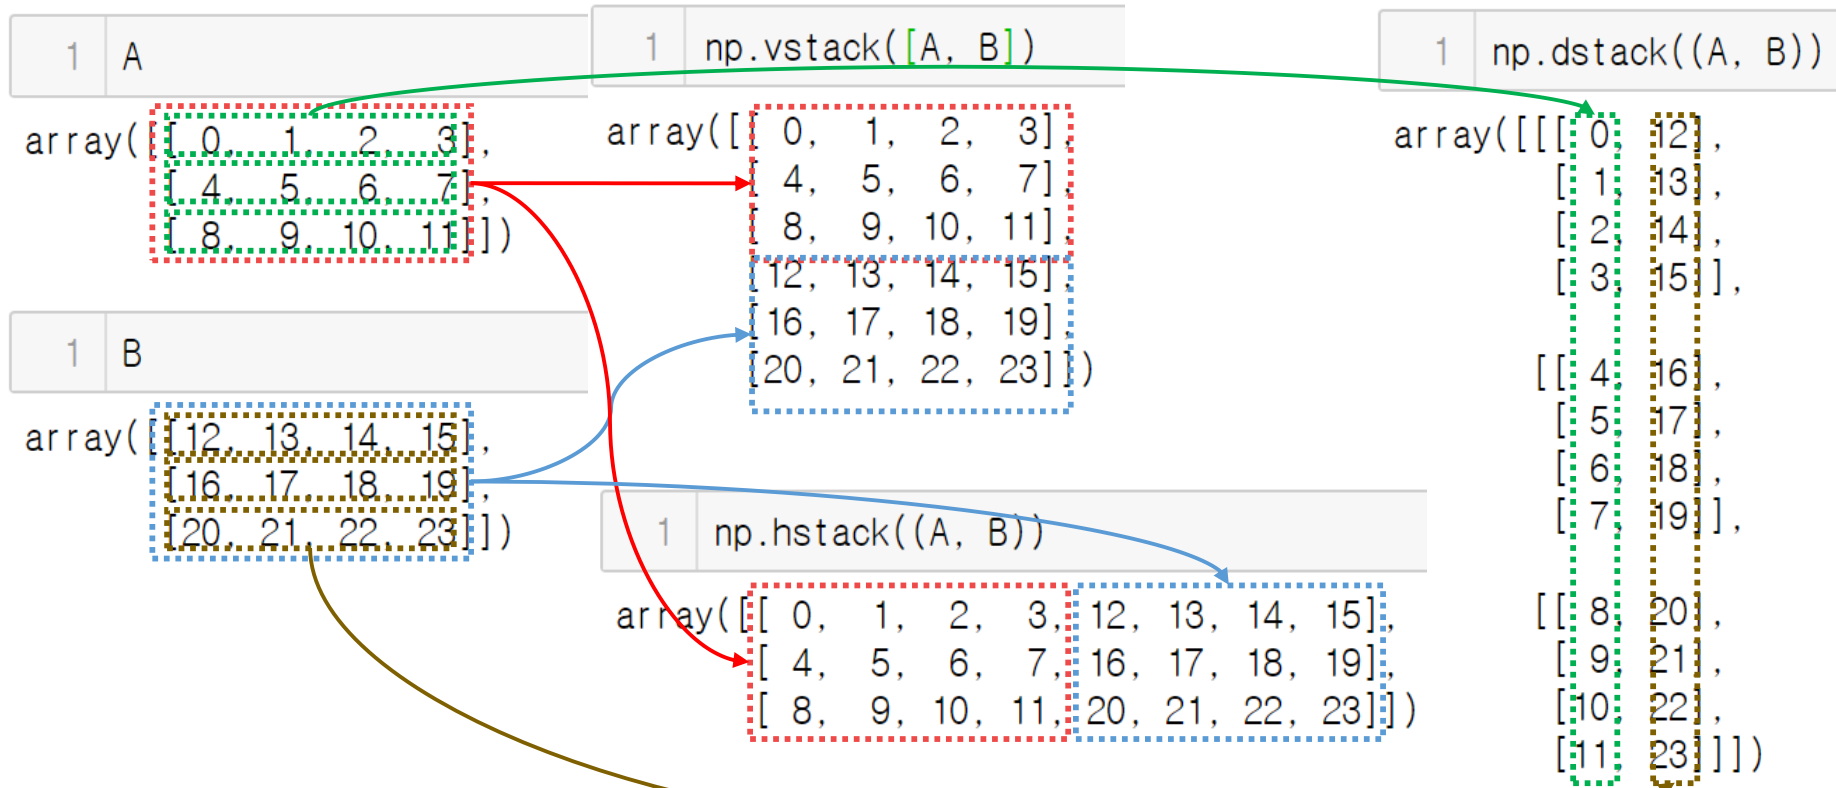 1 A
array([[ 0, 1, 2, 3],
[ 4, 5, 6, 7],
[ 8, 9, 10, 11]])
1 B
array([[12, 13, 14, 15],
[16, 17, 18, 19],
[20, 21, 22, 23]])
1 np.vstack([A, B])
array([[ 0, 1, 2, 3],
[ 4, 5, 6, 7],
[ 8, 9, 10, 11],
[12, 13, 14, 15],
[16, 17, 18, 19],
[20, 21, 22, 23]])
1 np.hstack((A, B))
array([[ 0, 1, 2, 3, 12, 13, 14, 15],
[ 4, 5, 6, 7, 16, 17, 18, 19],
[ 8, 9, 10, 11, 20, 21, 22, 23]])
1 np.dstack((A, B))
array([[[ 0, 12],
[ 1, 13],
[ 2, 14],
[ 3, 15]],
[[ 4, 16],
[ 5, 17],
[ 6, 18],
[ 7, 19]],
[[ 8, 20],
[ 9, 21],
[10, 22],
[11, 23]]])